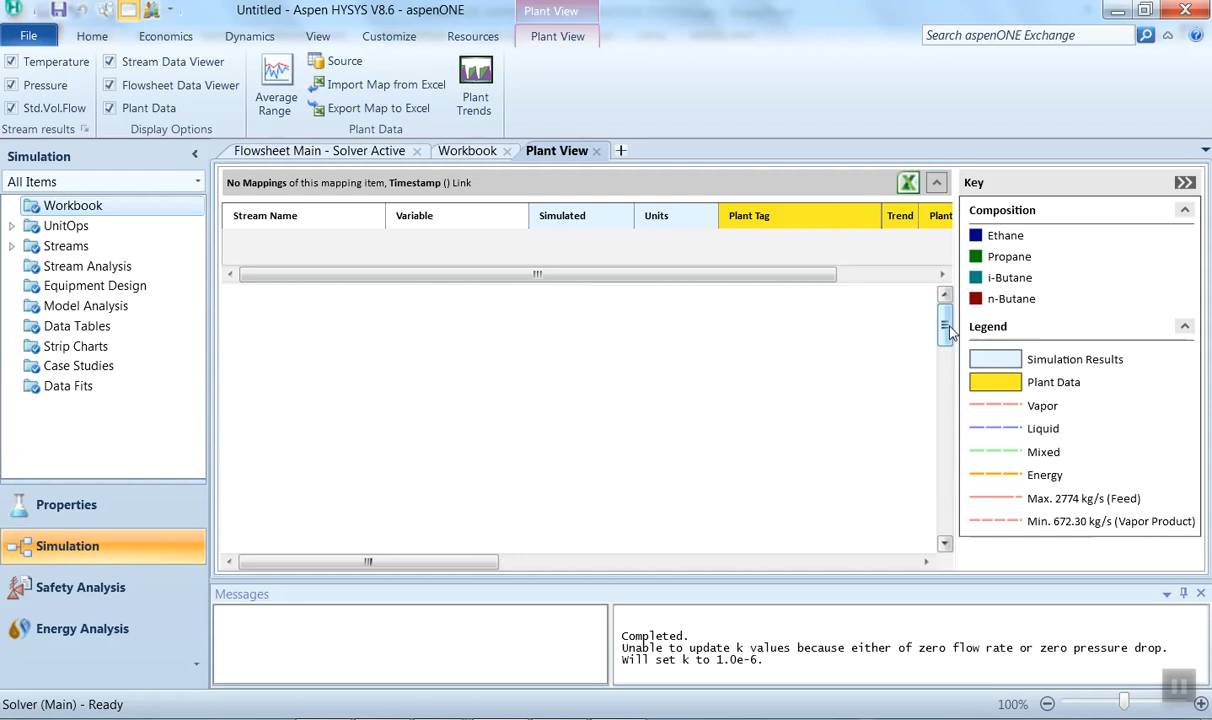 Untitled - Aspen HYSYS V8.6 - aspenONE
Plant View
File
Home
Economics
Dynamics
View
Customize
Resources
Plant View
Search aspenONE Exchange
Temperature
Pressure
Std.Vol.Flow
Stream results
Stream Data Viewer
Flowsheet Data Viewer
Plant Data
Display Options
Average
Range
Source
Import Map from Excel
Export Map to Excel
Plant
Trends
Plant Data
Simulation
All Items
Workbook
UnitOps
Streams
Stream Analysis
Equipment Design
Model Analysis
Data Tables
Strip Charts
Case Studies
Data Fits
Properties
Simulation
Safety Analysis
Energy Analysis
Flowsheet Main - Solver Active
Workbook
Plant View
No Mappings of this mapping item, Timestamp () Link
Stream Name
Variable
Simulated
Units
Plant Tag
Trend
Plant
Key
Composition
Ethane
Propane
i-Butane
n-Butane
Legend
Simulation Results
Plant Data
Vapor
Liquid
Mixed
Energy
Max. 2774 kg/s (Feed)
Min. 672.30 kg/s (Vapor Product)
Messages
Completed.
Unable to update k values because either of zero flow rate or zero pressure drop.
Will set k to 1.0e-6.
Solver (Main) - Ready
100%